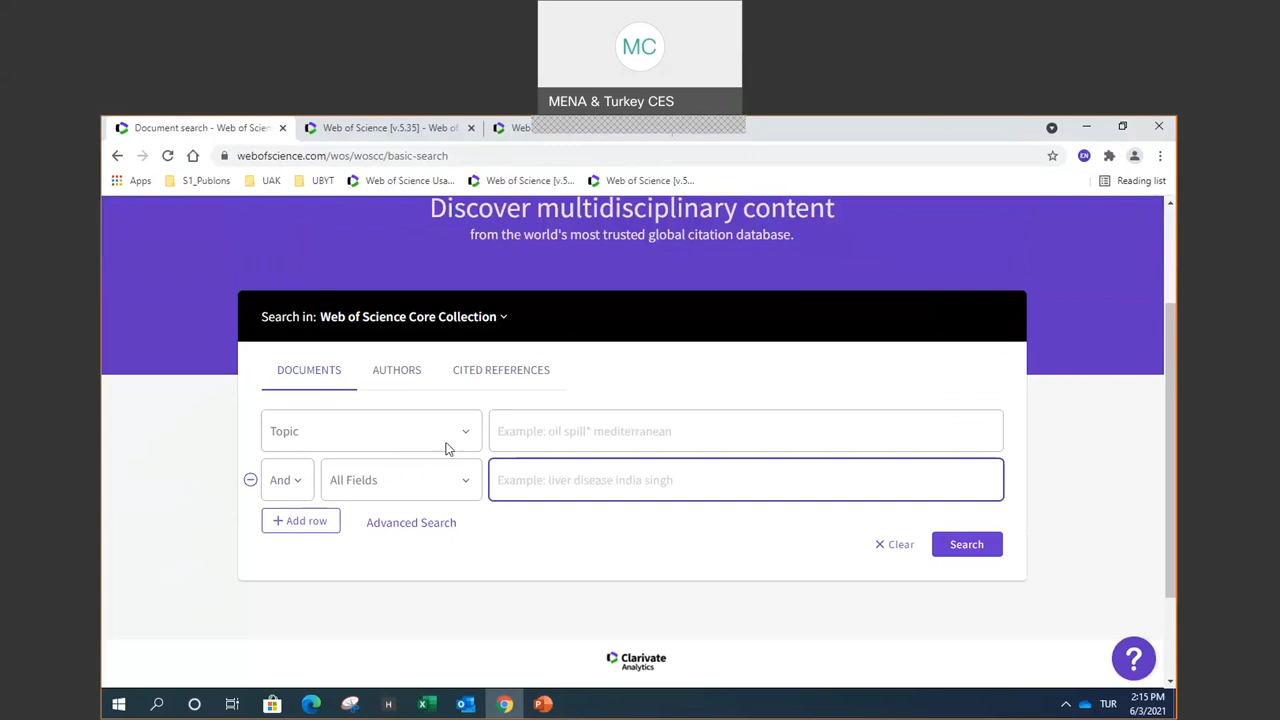 MC
MENA & Turkey CES
Document search - Web of Scien
Web of Science [v.5.35] - Web of
Web
webofscience.com/wos/woscc/basic-search
EN
Apps
S1_Publons
UAK
UBYT
Web of Science Usa...
Web of Science [v.5...
Web of Science [v.5...
Reading list
Discover multidisciplinary content
from the world's most trusted global citation database.
Search in: Web of Science Core Collection
DOCUMENTS
AUTHORS
CITED REFERENCES
Topic
Example: oil spill* mediterranean
And
All Fields
Example: liver disease india singh
+ Add row
Advanced Search
× Clear
Search
Clarivate
Analytics
?
H
TUR
2:15 PM
6/3/2021